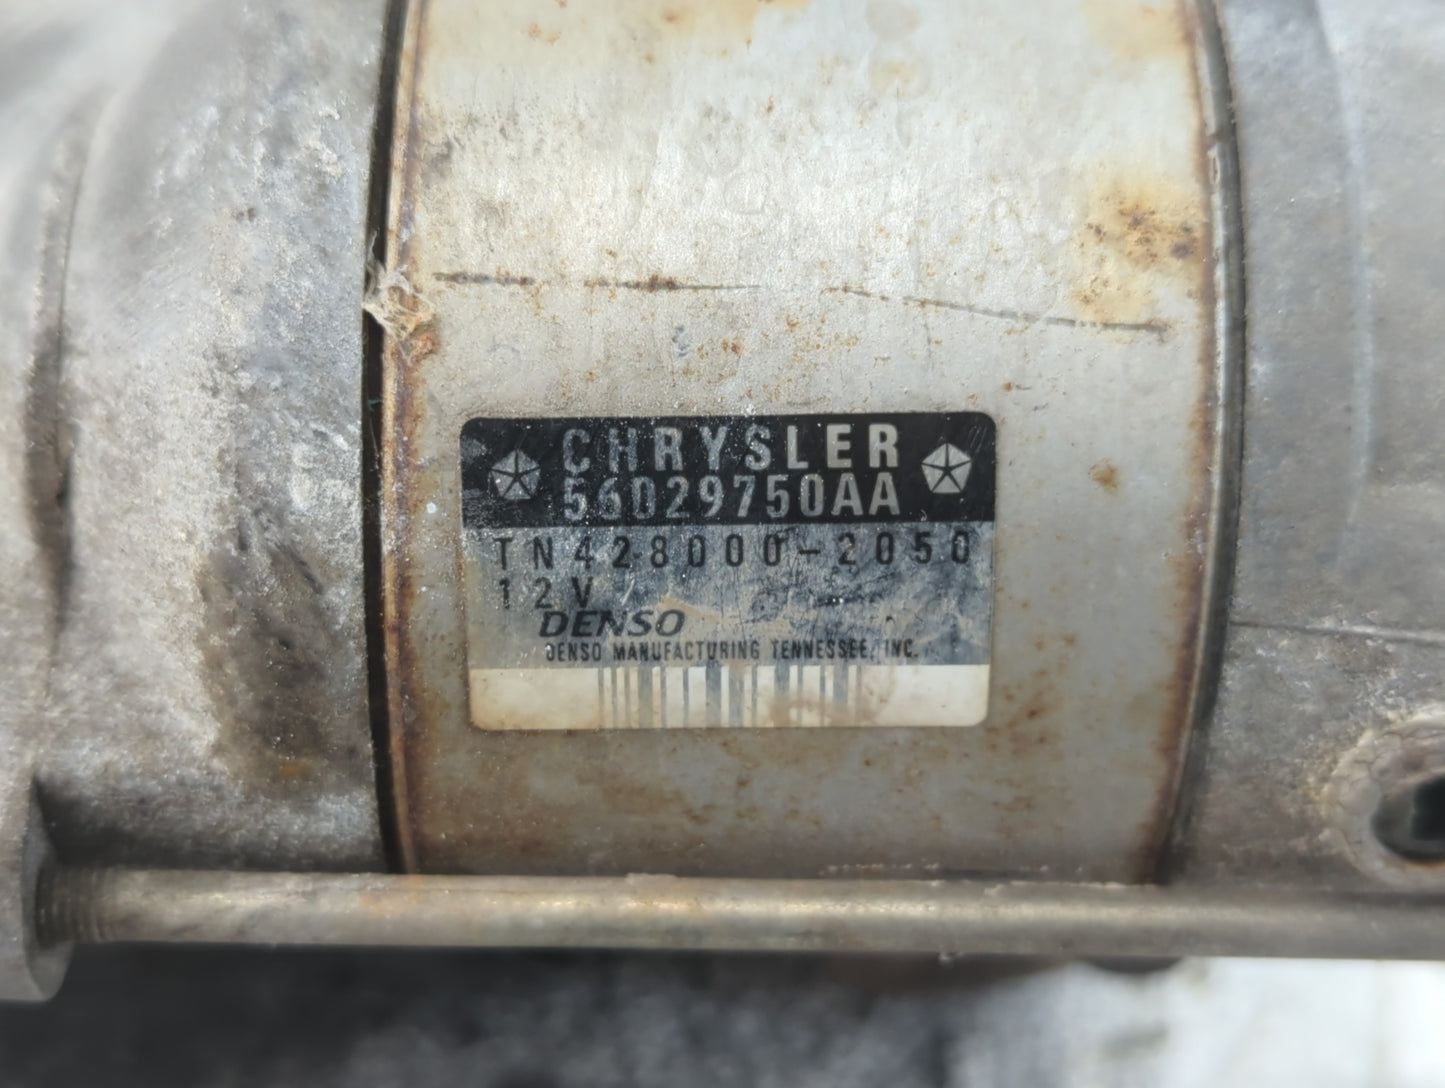 CHRYSLER
56029750AA
TN428000-2050
12V
DENSO
DENSO MANUFACTURING TENNESSEE, INC.